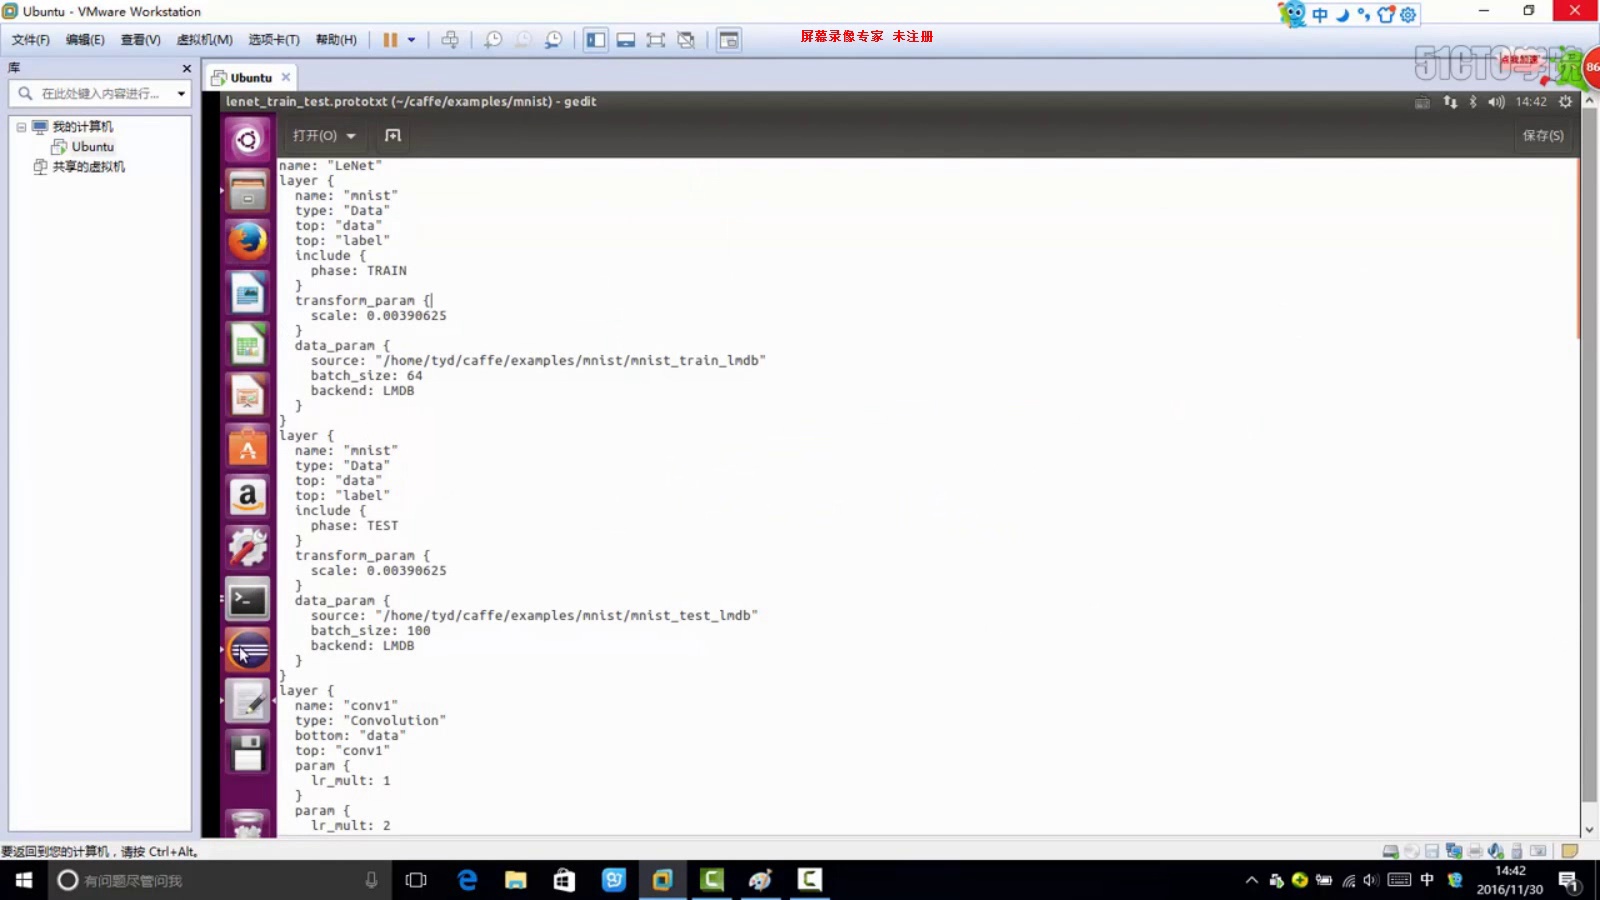 Ubuntu - VMware Workstation
中
文件(F) 编辑(E) 查看(V) 虚拟机(M) 选项卡(T) 帮助(H)
屏幕录像专家 未注册
51CTO学院
点我加速
86
库
Ubuntu
在此处键入内容进行...
我的计算机
Ubuntu
共享的虚拟机
lenet_train_test.prototxt (~/caffe/examples/mnist) - gedit
14:42
打开(O)
保存(S)
name: "LeNet"
layer {
  name: "mnist"
  type: "Data"
  top: "data"
  top: "label"
  include {
    phase: TRAIN
  }
  transform_param {
    scale: 0.00390625
  }
  data_param {
    source: "/home/tyd/caffe/examples/mnist/mnist_train_lmdb"
    batch_size: 64
    backend: LMDB
  }
}
layer {
  name: "mnist"
  type: "Data"
  top: "data"
  top: "label"
  include {
    phase: TEST
  }
  transform_param {
    scale: 0.00390625
  }
  data_param {
    source: "/home/tyd/caffe/examples/mnist/mnist_test_lmdb"
    batch_size: 100
    backend: LMDB
  }
}
layer {
  name: "conv1"
  type: "Convolution"
  bottom: "data"
  top: "conv1"
  param {
    lr_mult: 1
  }
  param {
    lr_mult: 2
要返回到您的计算机，请按 Ctrl+Alt。
有问题尽管问我
中
14:42
2016/11/30
1